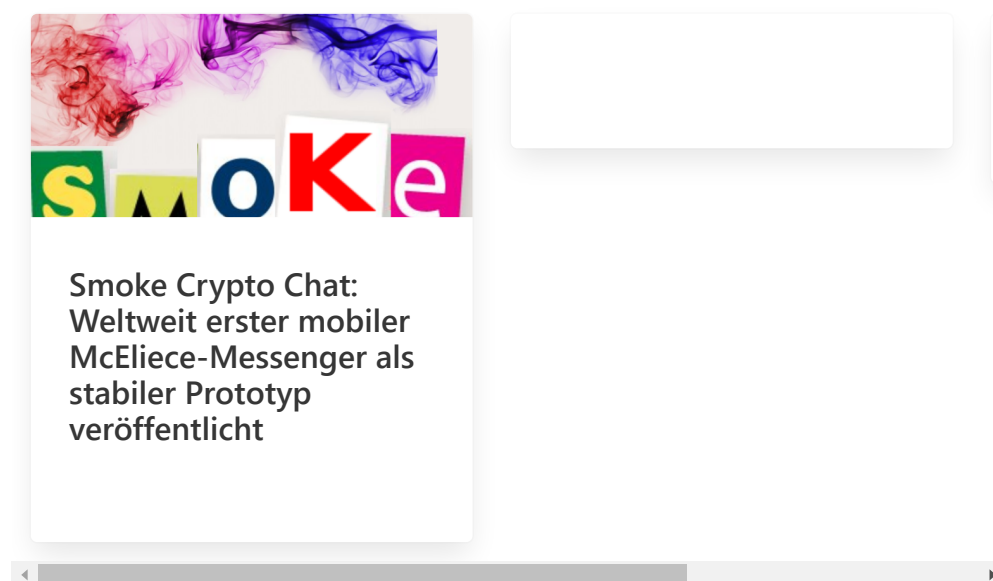 SMoKe
Smoke Crypto Chat:
Weltweit erster mobiler
McEliece-Messenger als
stabiler Prototyp
veröffentlicht